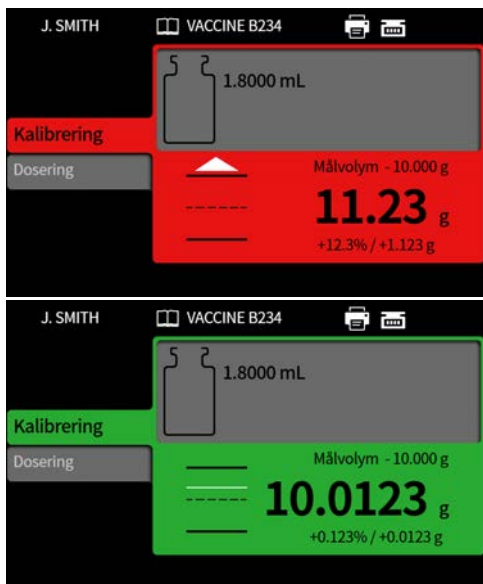 J. SMITH VACCINE B234
1.8000 mL
Kalibrering
Dosering
Målvolym - 10.000 g
11.23 g
+12.3% / +1.123 g
J. SMITH VACCINE B234
1.8000 mL
Kalibrering
Dosering
Målvolym - 10.000 g
10.0123 g
+0.123% / +0.0123 g